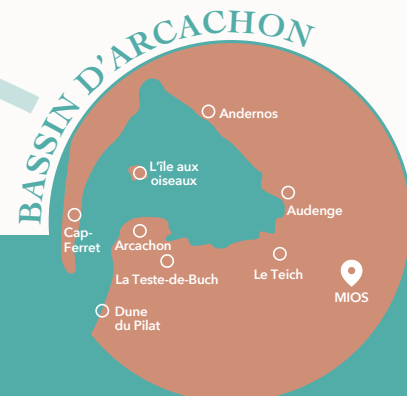 BASSIN D'ARCACHON
Andernos
L'île aux
oiseaux
Audenge
Cap-
Ferret
Arcachon
La Teste-de-Buch
Le Teich
MIOS
Dune
du Pilat